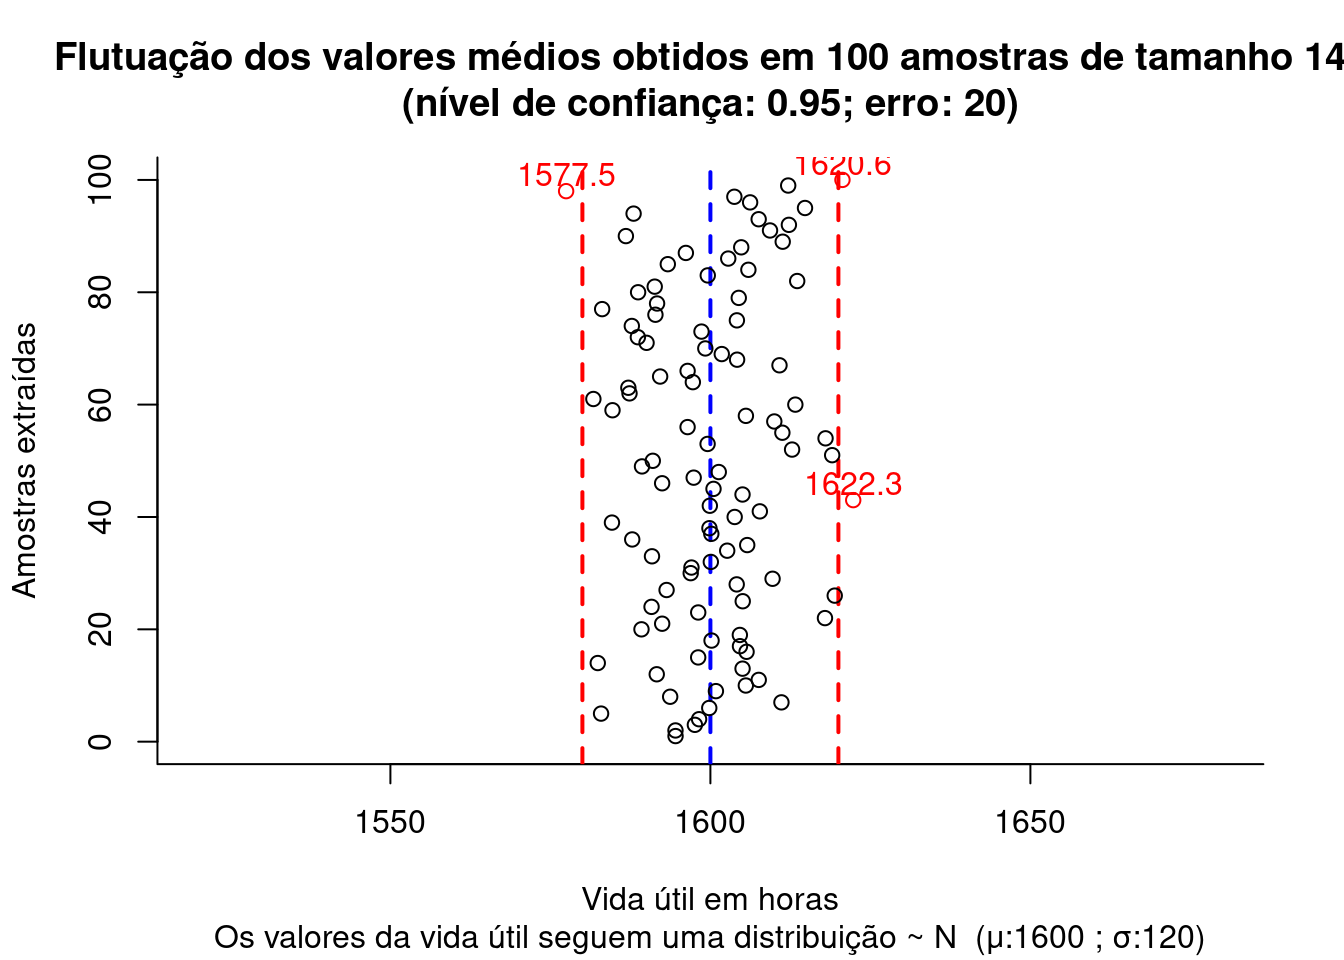 Flutuação dos valores médios obtidos em 100 amostras de tamanho 14
(nível de confiança: 0.95; erro: 20)
1577.5
1620.6
1622.3
100
80
60
40
20
0
Amostras extraídas
1550
1600
1650
Vida útil em horas
Os valores da vida útil seguem uma distribuição ~ N (μ:1600 ; σ:120)